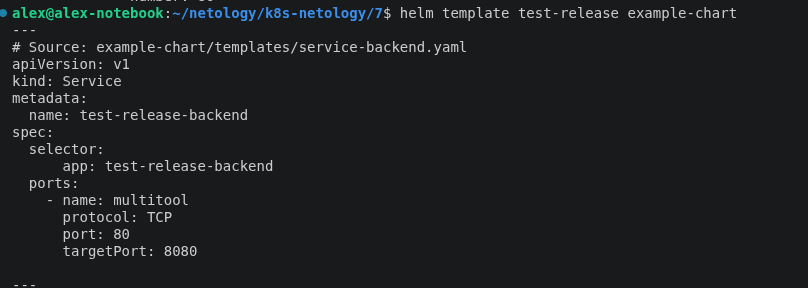 alex@alex-notebook:~/netology/k8s-netology/7$ helm template test-release example-chart
---
# Source: example-chart/templates/service-backend.yaml
apiVersion: v1
kind: Service
metadata:
  name: test-release-backend
spec:
  selector:
      app: test-release-backend
  ports:
    - name: multitool
      protocol: TCP
      port: 80
      targetPort: 8080

---